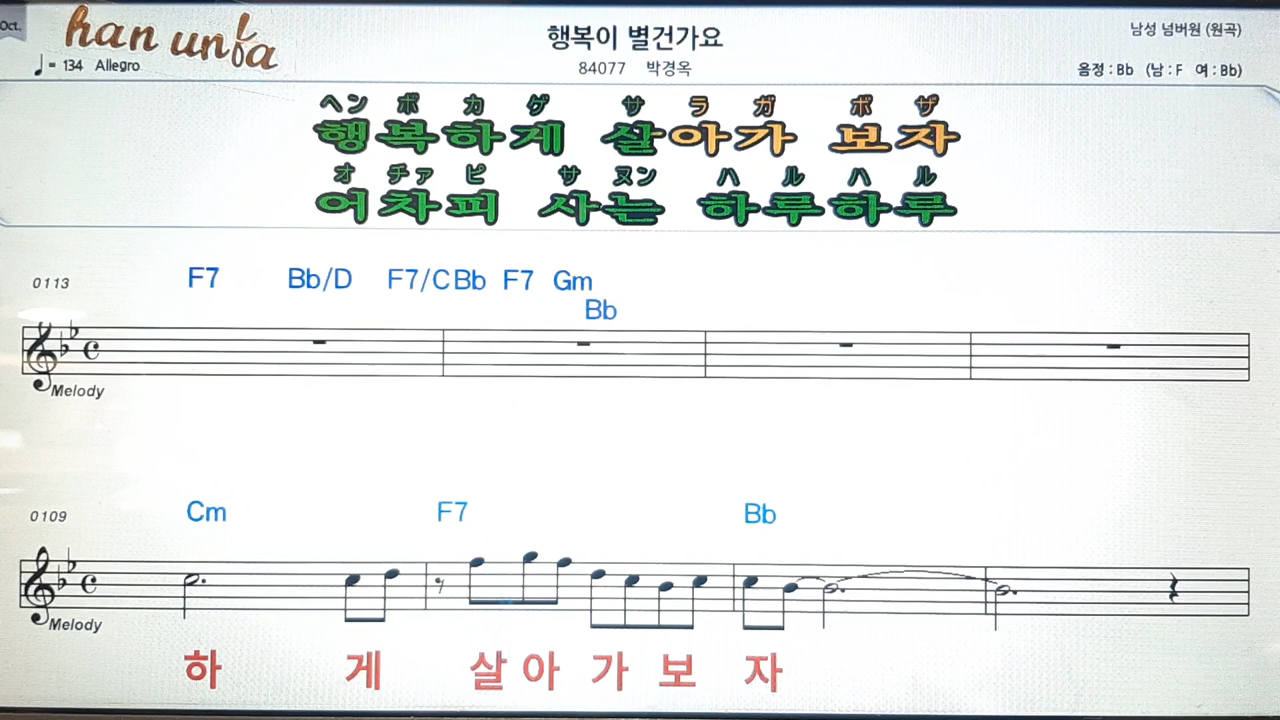 Oct.
han unfa
♩= 134 Allegro
행복이 별건가요
84077 박경옥
남성 넘버원 (원곡)
음정 : Bb (남 : F 여 : Bb)
ヘン ボ カ ゲ サ ラ ガ ボ ザ
행복하게 살아가 보자
オ チァ ピ サ ヌン ハ ル ハ ル
어차피 사는 하루하루
0113
F7 Bb/D F7/C Bb F7 Gm
Bb
Melody
0109
Cm F7 Bb
Melody
하 게 살 아 가 보 자